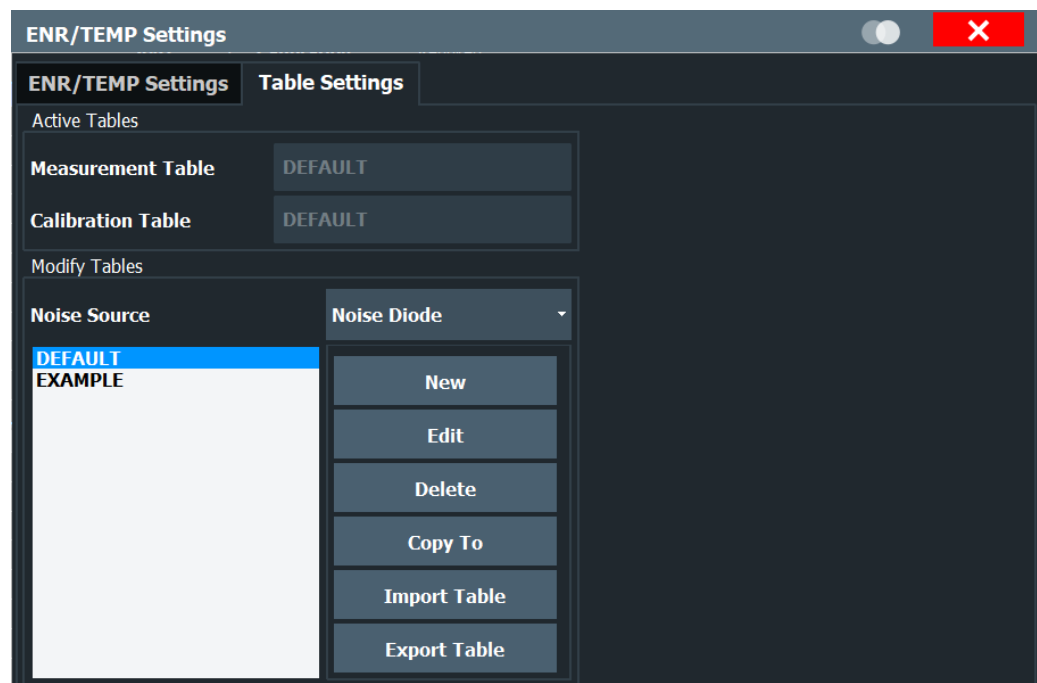 ENR/TEMP Settings
ENR/TEMP Settings Table Settings
Active Tables
Measurement Table DEFAULT
Calibration Table DEFAULT
Modify Tables
Noise Source Noise Diode
DEFAULT
EXAMPLE
New
Edit
Delete
Copy To
Import Table
Export Table